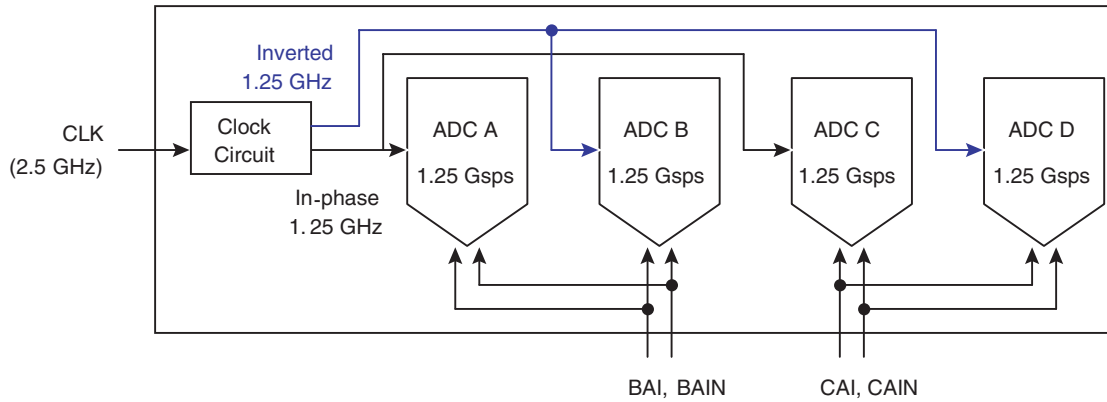 Inverted
1.25 GHz
CLK
(2.5 GHz)
Clock
Circuit
In-phase
1. 25 GHz
ADC A
1.25 Gsps
ADC B
1.25 Gsps
ADC C
1.25 Gsps
ADC D
1.25 Gsps
BAI, BAIN
CAI, CAIN